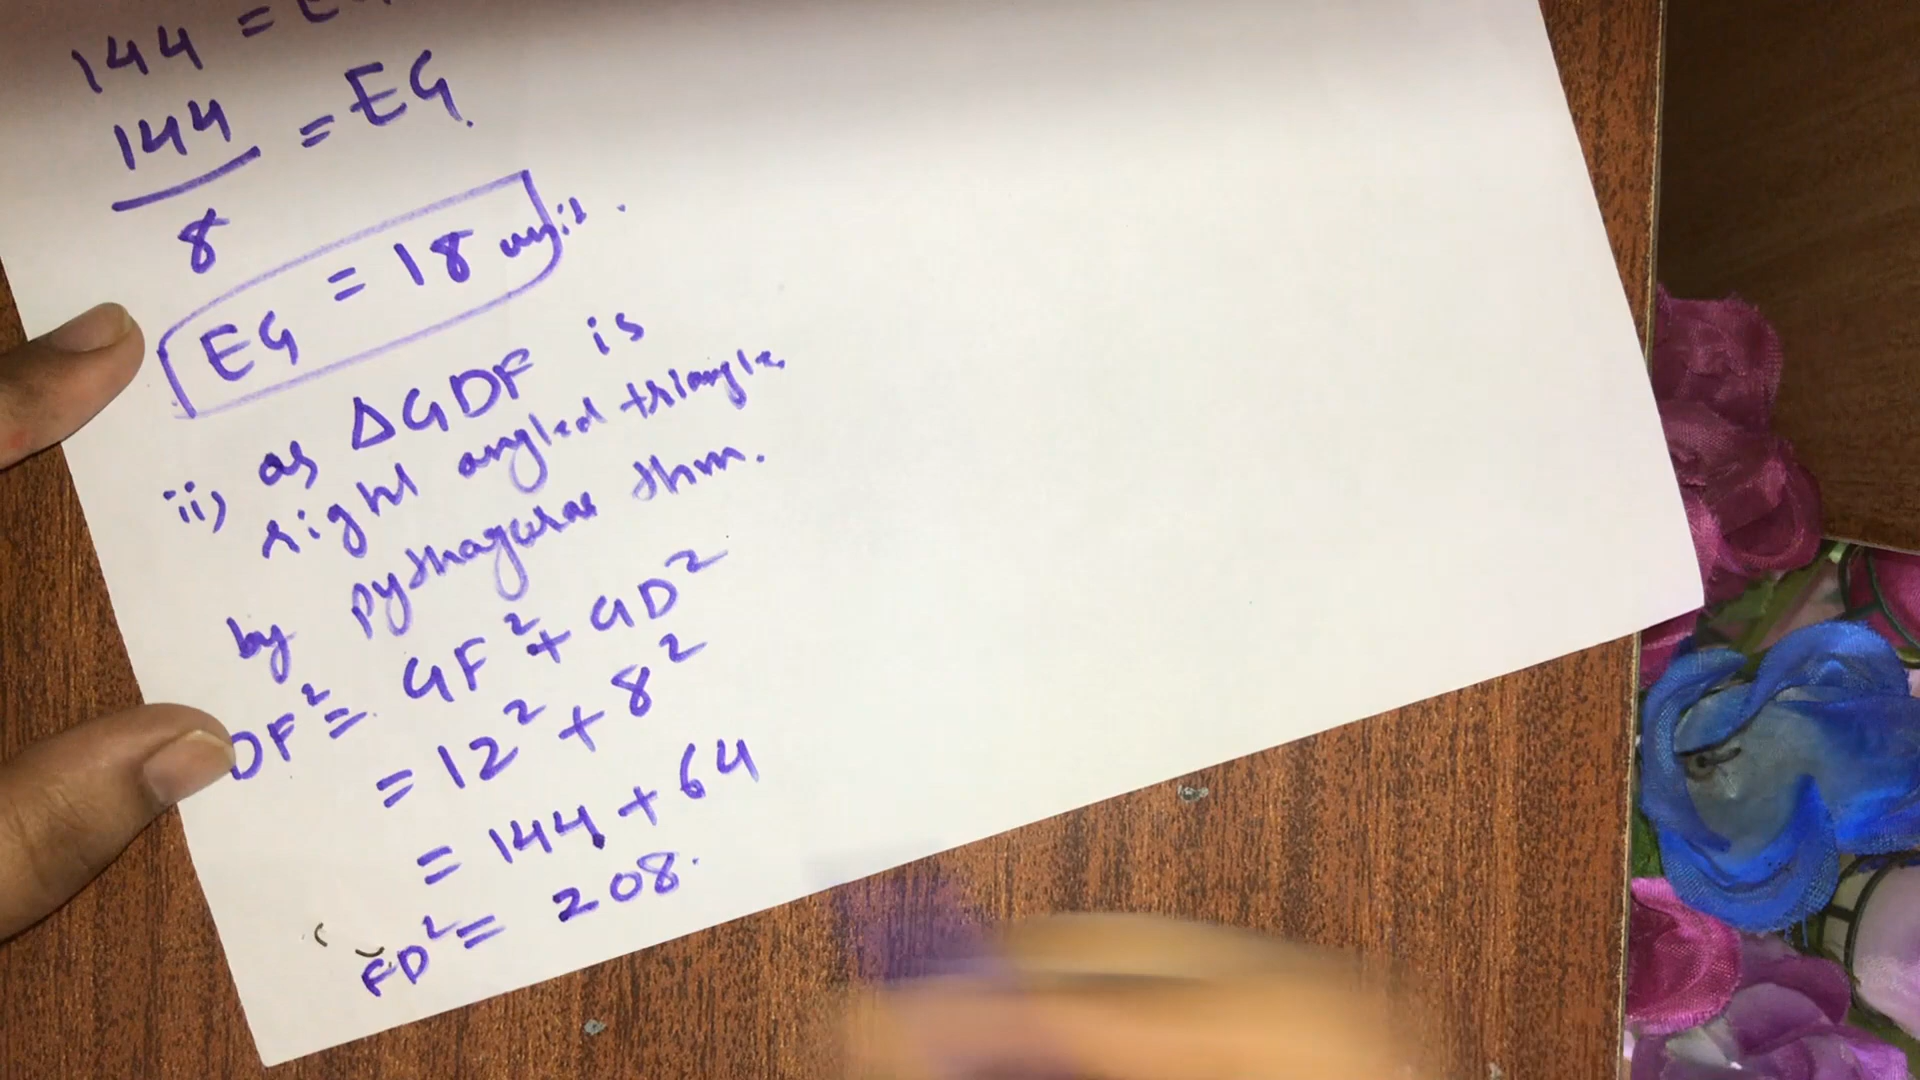 144 = E
144/8 = EG.
EG = 18 unit.
ii) as ΔGDF is
right angled triangle.
by pythagoras thm.
DF² = GF² + GD²
= 12² + 8²
= 144 + 64
FD² = 208.